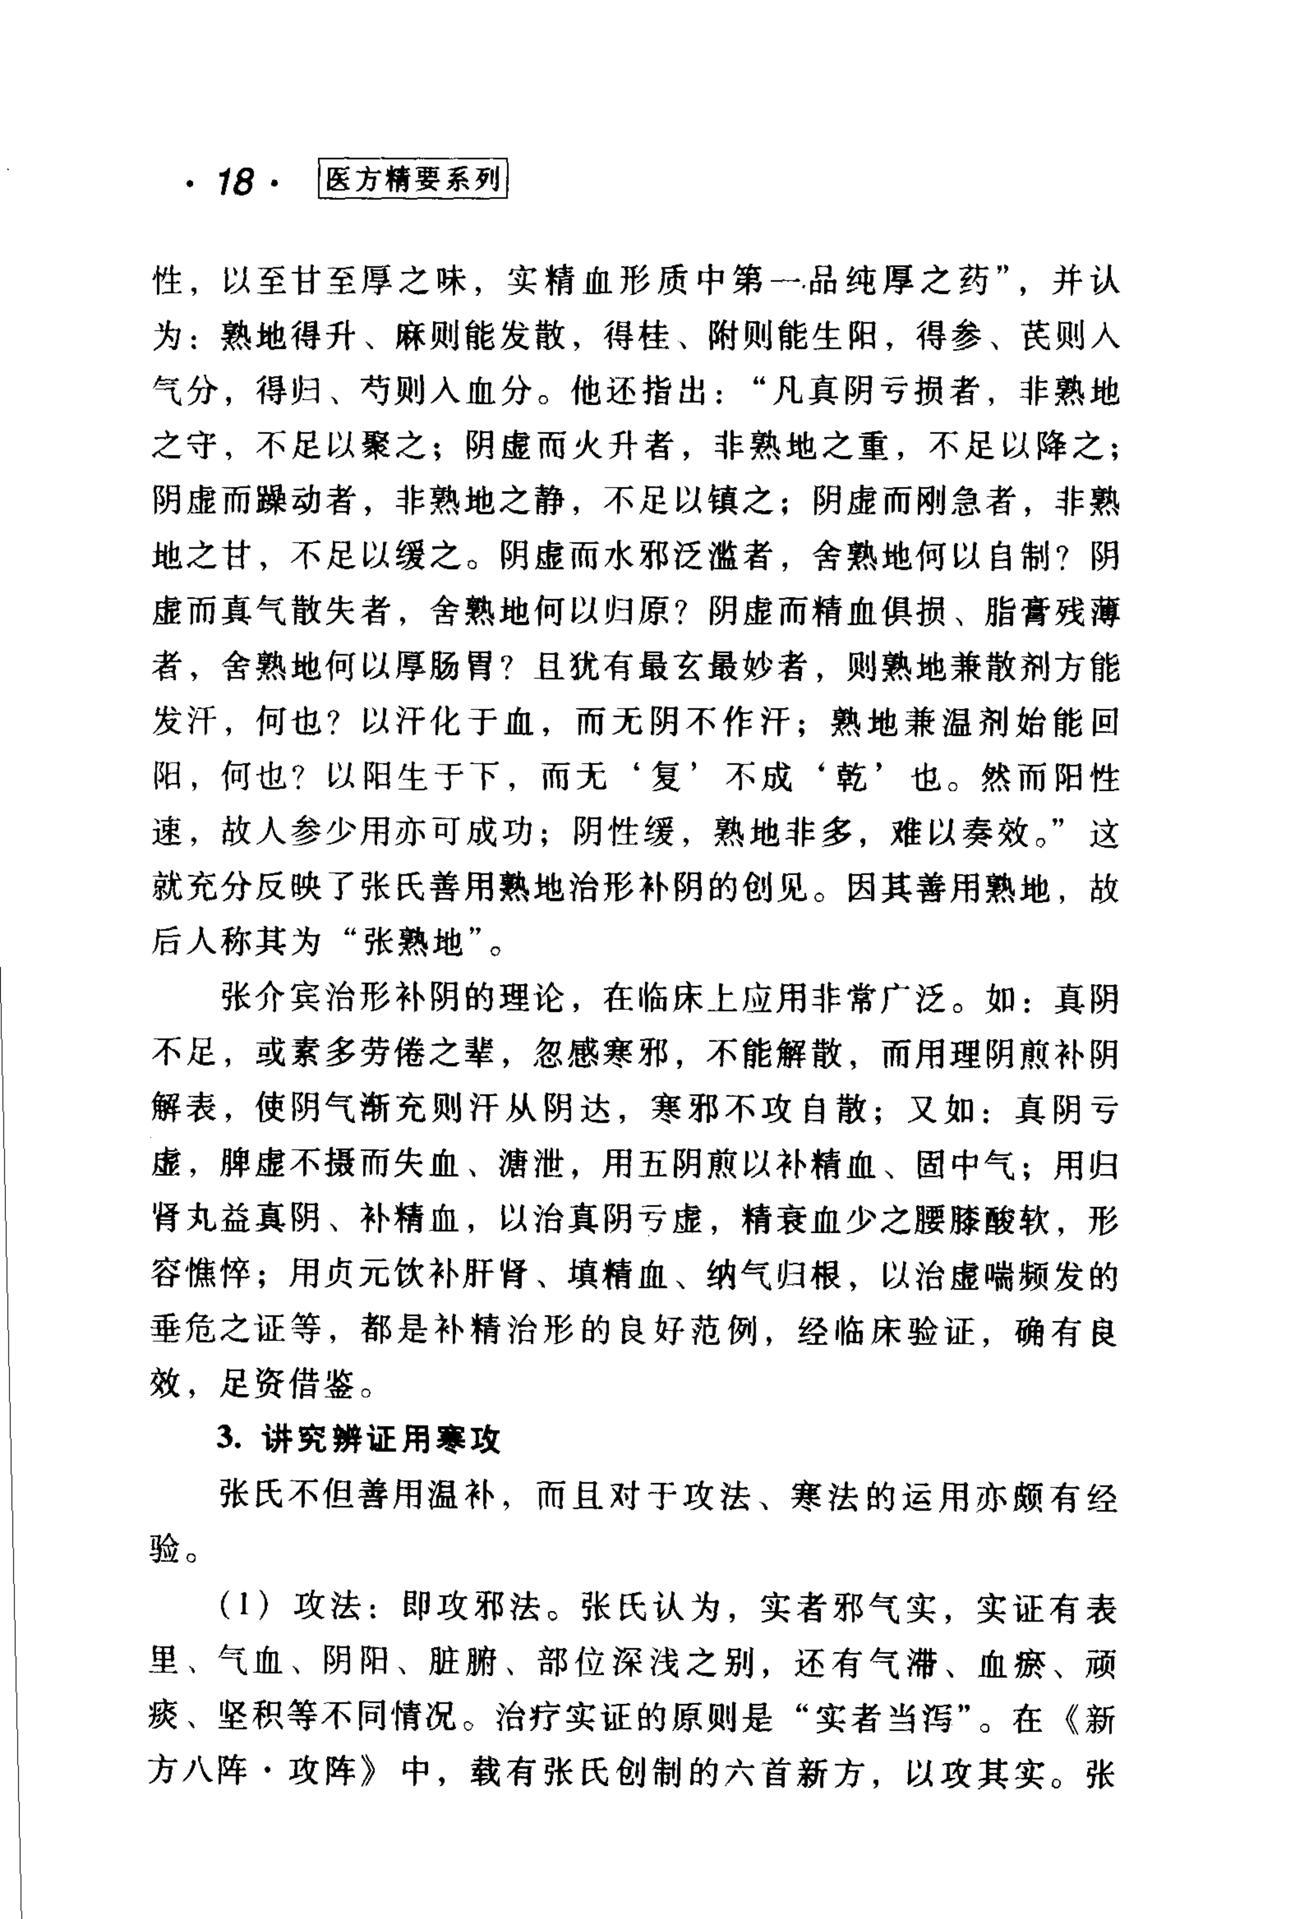 · 18 · 医方精要系列
性，以至甘至厚之味，实精血形质中第一品纯厚之药”，并认
为：熟地得升、麻则能发散，得桂、附则能生阳，得参、芪则入
气分，得归、芍则入血分。他还指出：“凡真阴亏损者，非熟地
之守，不足以聚之；阴虚而火升者，非熟地之重，不足以降之；
阴虚而躁动者，非熟地之静，不足以镇之；阴虚而刚急者，非熟
地之甘，不足以缓之。阴虚而水邪泛滥者，舍熟地何以自制？阴
虚而真气散失者，舍熟地何以归原？阴虚而精血俱损、脂膏残薄
者，舍熟地何以厚肠胃？且犹有最玄最妙者，则熟地兼散剂方能
发汗，何也？以汗化于血，而无阴不作汗；熟地兼温剂始能回
阳，何也？以阳生于下，而无‘复’不成‘乾’也。然而阳性
速，故人参少用亦可成功；阴性缓，熟地非多，难以奏效。”这
就充分反映了张氏善用熟地治形补阴的创见。因其善用熟地，故
后人称其为“张熟地”。
张介宾治形补阴的理论，在临床上应用非常广泛。如：真阴
不足，或素多劳倦之辈，忽感寒邪，不能解散，而用理阴煎补阴
解表，使阴气渐充则汗从阴达，寒邪不攻自散；又如：真阴亏
虚，脾虚不摄而失血、溏泄，用五阴煎以补精血、固中气；用归
肾丸益真阴、补精血，以治真阴亏虚，精衰血少之腰膝酸软，形
容憔悴；用贞元饮补肝肾、填精血、纳气归根，以治虚喘频发的
垂危之证等，都是补精治形的良好范例，经临床验证，确有良
效，足资借鉴。
3. 讲究辨证用寒攻
张氏不但善用温补，而且对于攻法、寒法的运用亦颇有经
验。
（1）攻法：即攻邪法。张氏认为，实者邪气实，实证有表
里、气血、阴阳、脏腑、部位深浅之别，还有气滞、血瘀、顽
痰、坚积等不同情况。治疗实证的原则是“实者当泻”。在《新
方八阵·攻阵》中，载有张氏创制的六首新方，以攻其实。张